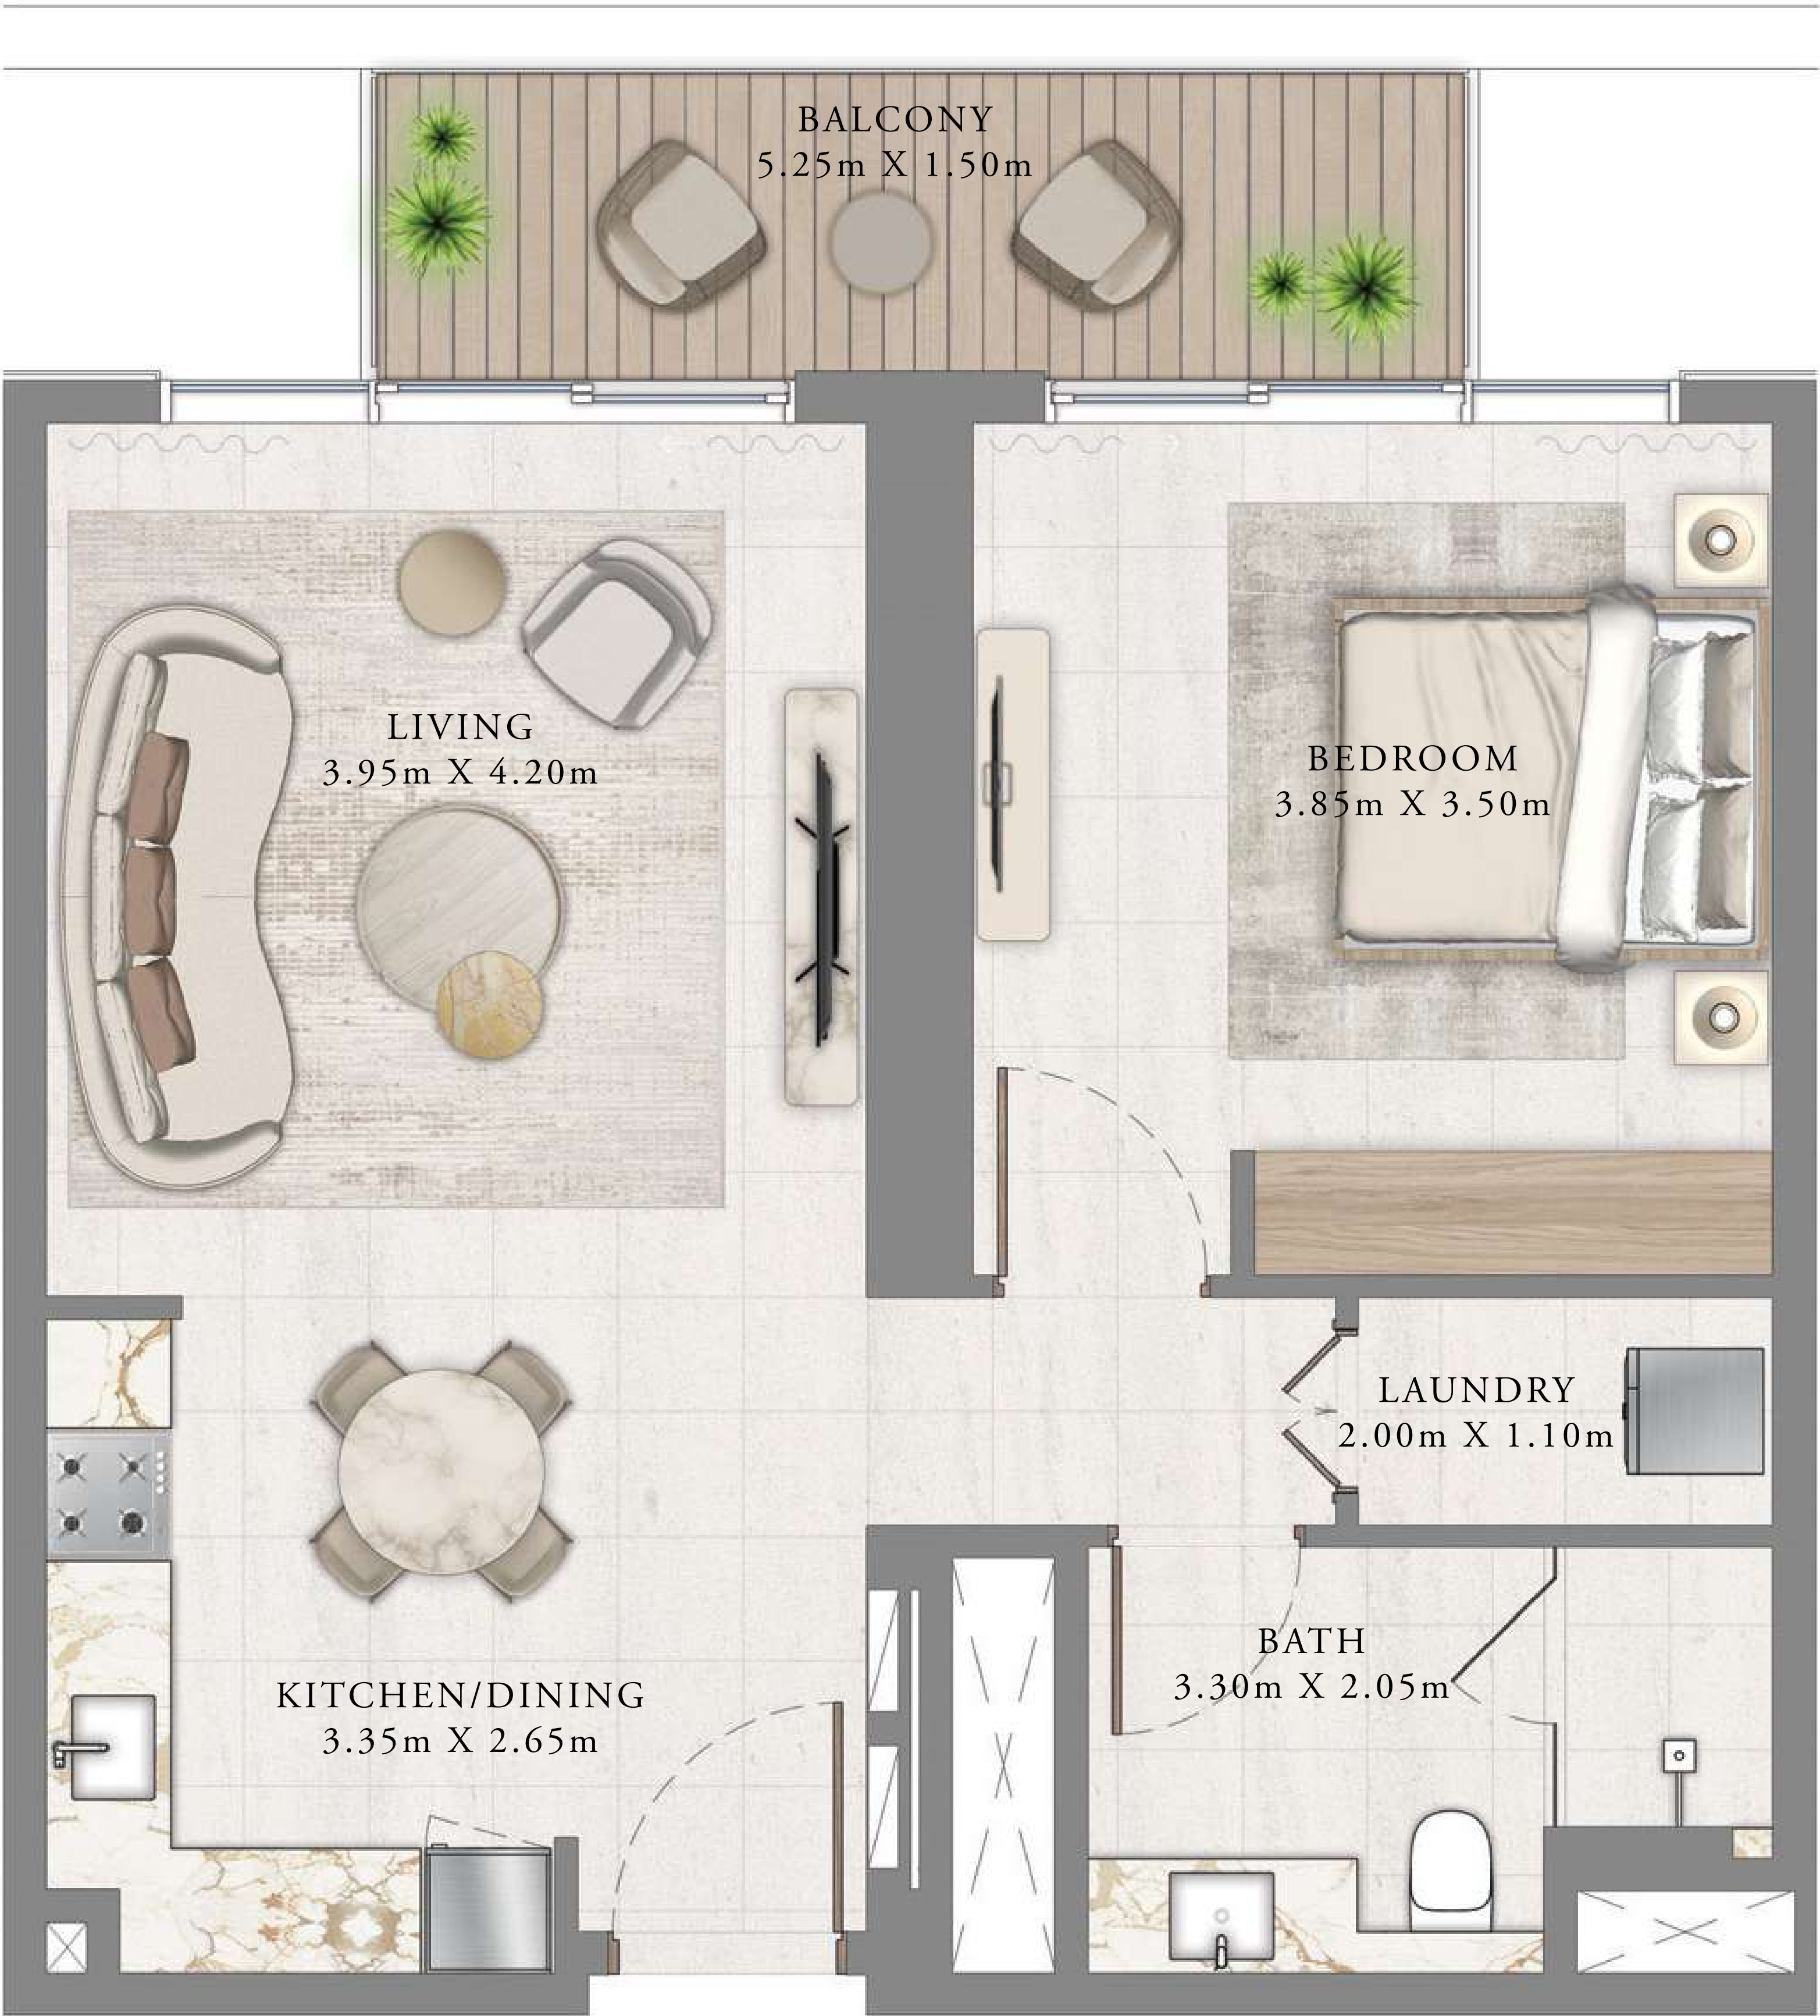 BALCONY
5.25m X 1.50m
LIVING
3.95m X 4.20m
BEDROOM
3.85m X 3.50m
LAUNDRY
2.00m X 1.10m
BATH
3.30m X 2.05m
KITCHEN/DINING
3.35m X 2.65m